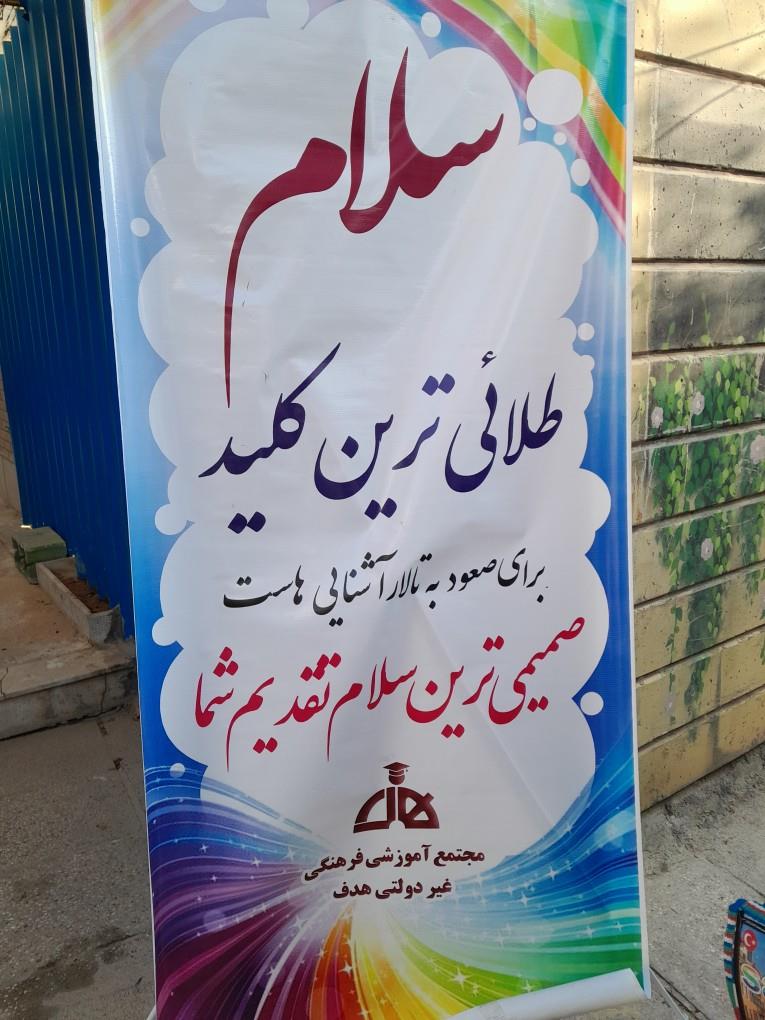 سلام
طلائی ترین کلید
برای صعود به تالار آشنایی هاست
صمیمی ترین سلام تقدیم شما
هدف
مجتمع آموزشی فرهنگی
غیر دولتی هدف